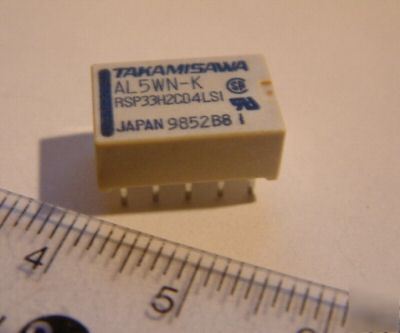 TAKAMISAWA
AL5WN-K
RSP33H2C04LSI
JAPAN 9852B8 I
4 5